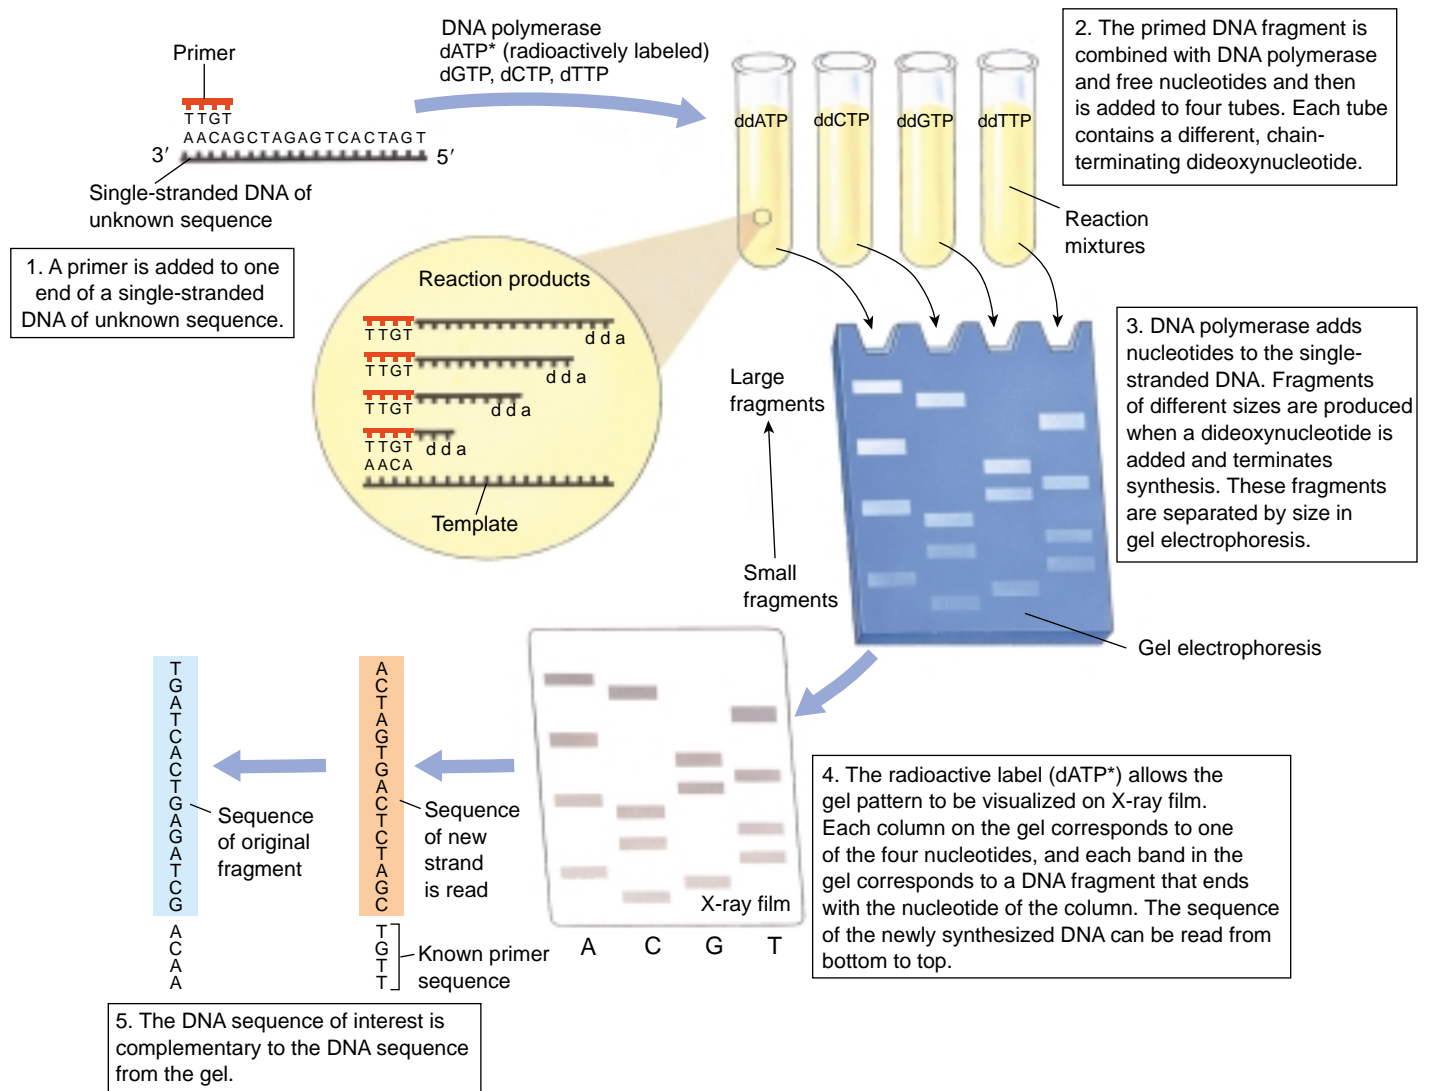 Primer
TTGT
AACAGCTAGAGTCACTAGT
3′
5′
Single-stranded DNA of
unknown sequence
1. A primer is added to one
end of a single-stranded
DNA of unknown sequence.
DNA polymerase
dATP* (radioactively labeled)
dGTP, dCTP, dTTP
ddATP
ddCTP
ddGTP
ddTTP
2. The primed DNA fragment is
combined with DNA polymerase
and free nucleotides and then
is added to four tubes. Each tube
contains a different, chain-
terminating dideoxynucleotide.
Reaction
mixtures
Reaction products
TTGT
dda
TTGT
dda
TTGT
dda
TTGT
dda
AACA
Template
Large
fragments
Small
fragments
3. DNA polymerase adds
nucleotides to the single-
stranded DNA. Fragments
of different sizes are produced
when a dideoxynucleotide is
added and terminates
synthesis. These fragments
are separated by size in
gel electrophoresis.
Gel electrophoresis
X-ray film
A C G T
4. The radioactive label (dATP*) allows the
gel pattern to be visualized on X-ray film.
Each column on the gel corresponds to one
of the four nucleotides, and each band in the
gel corresponds to a DNA fragment that ends
with the nucleotide of the column. The sequence
of the newly synthesized DNA can be read from
bottom to top.
A
C
T
A
G
T
G
A
C
T
C
T
A
G
C
T
G
T
T
Sequence
of new
strand
is read
Known primer
sequence
T
G
A
T
C
A
C
T
G
A
G
A
T
C
G
A
C
A
A
Sequence
of original
fragment
5. The DNA sequence of interest is
complementary to the DNA sequence
from the gel.